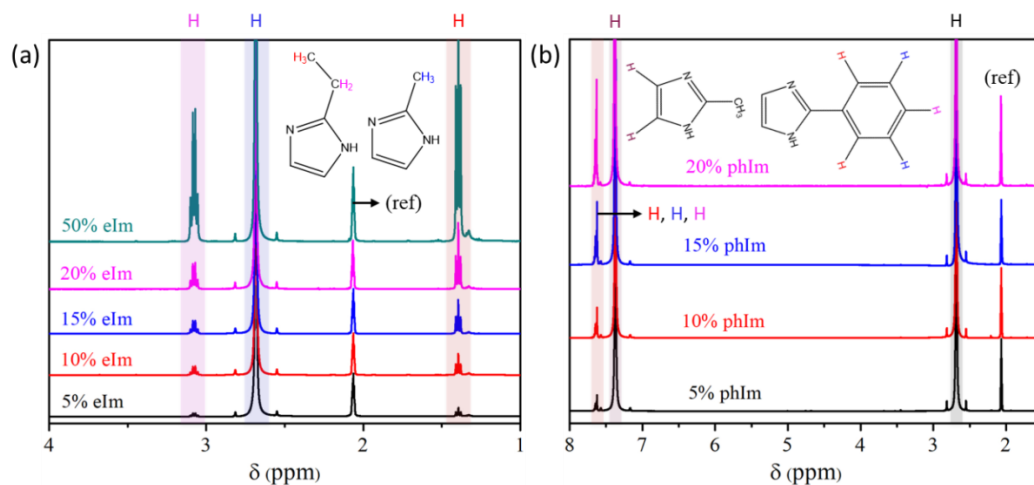 H H H
(a)
H₃C
CH₂
CH₃
N
NH
N
NH
(ref)
50% eIm
20% eIm
15% eIm
10% eIm
5% eIm
4 3 2 1
δ (ppm)
H H
(b)
H
H
N
NH
CH₃
N
NH
H
H
H
H
H
(ref)
20% phIm
H, H, H
15% phIm
10% phIm
5% phIm
8 7 6 5 4 3 2
δ (ppm)